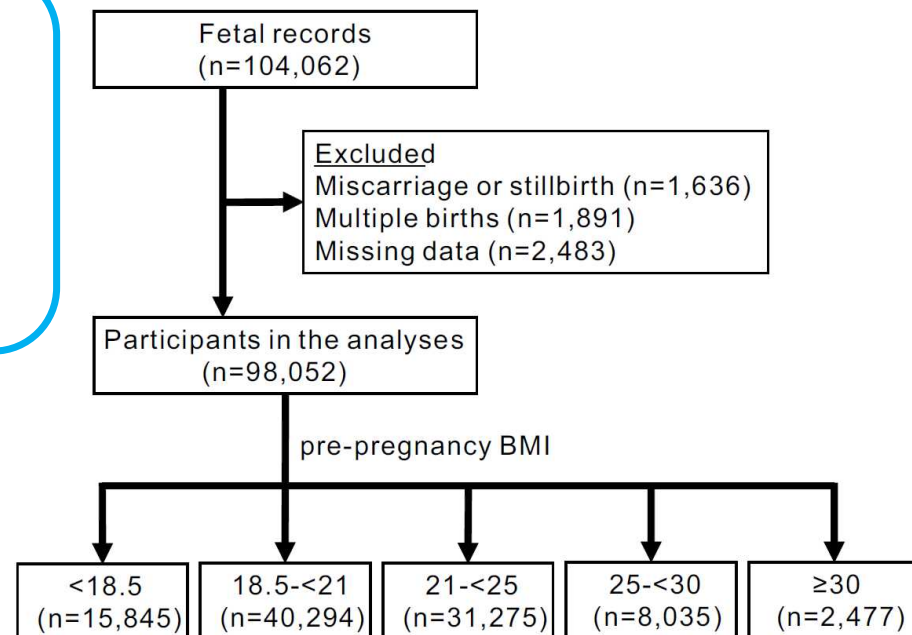 Fetal records
(n=104,062)
Excluded
Miscarriage or stillbirth (n=1,636)
Multiple births (n=1,891)
Missing data (n=2,483)
Participants in the analyses
(n=98,052)
pre-pregnancy BMI
<18.5
(n=15,845)
18.5-<21
(n=40,294)
21-<25
(n=31,275)
25-<30
(n=8,035)
≥30
(n=2,477)